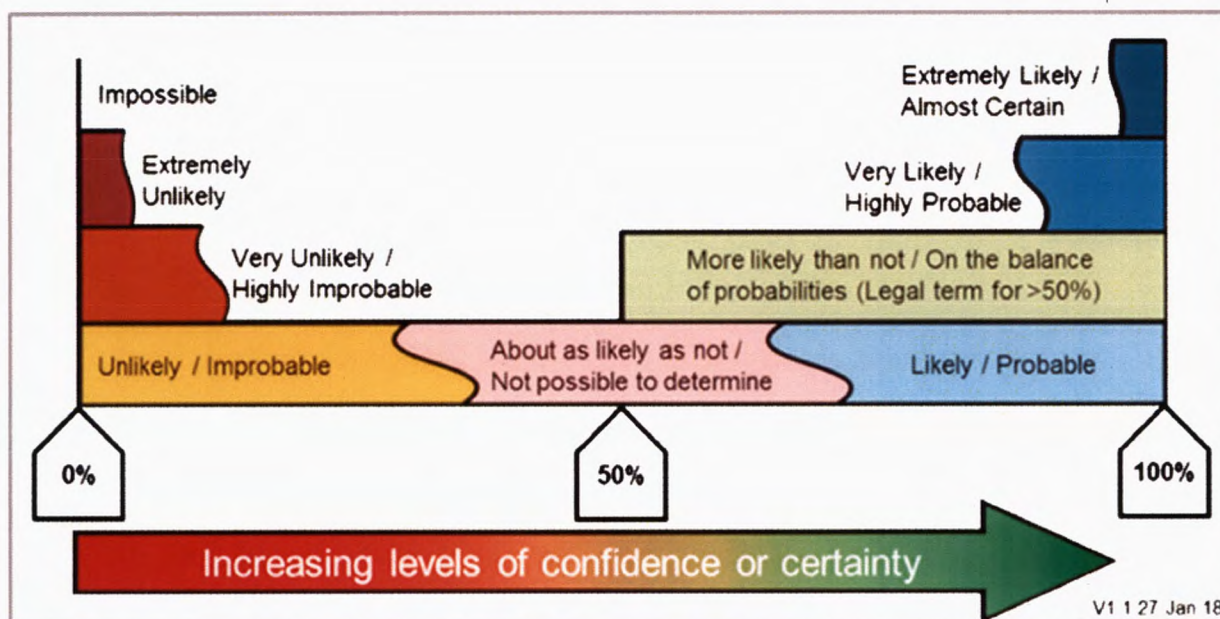 Impossible
Extremely Likely /
Almost Certain
Extremely
Unlikely
Very Likely /
Highly Probable
Very Unlikely /
Highly Improbable
More likely than not / On the balance
of probabilities (Legal term for >50%)
Unlikely / Improbable
About as likely as not /
Not possible to determine
Likely / Probable
0%
50%
100%
Increasing levels of confidence or certainty
V1 1 27 Jan 18